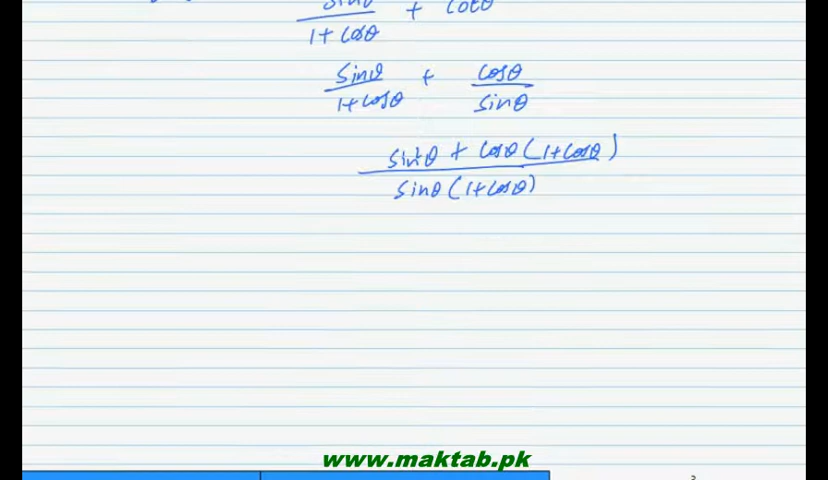 sinθ/1+cosθ + cotθ
sinθ/1+cosθ + cosθ/sinθ
sin²θ + cosθ(1+cosθ)/sinθ(1+cosθ)
www.maktab.pk